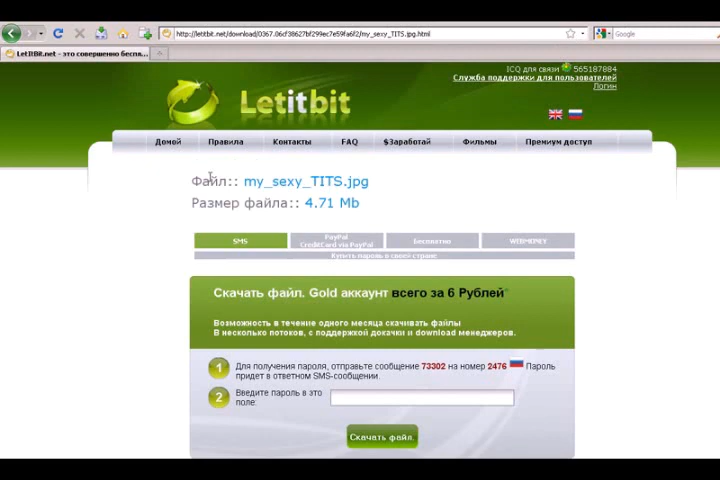 http://letitbit.net/download/0367.06cf38627bf299ec7e59fa6f2/my_sexy_TITS.jpg.html
Google
LetitBit.net - это совершенно беспл...
ICQ для связи 565187884
Служба поддержки для пользователей
Логин
Letitbit
Домой Правила Контакты FAQ $Заработай Фильмы Премиум доступ
Файл:: my_sexy_TITS.jpg
Размер файла:: 4.71 Mb
SMS PayPal CreditCard via PayPal Бесплатно WEBMONEY
Купить пароль в своей стране
Скачать файл. Gold аккаунт всего за 6 Рублей*
Возможность в течение одного месяца скачивать файлы
В несколько потоков, с поддержкой докачки и download менеджеров.
1 Для получения пароля, отправьте сообщение 73302 на номер 2476 Пароль
придет в ответном SMS-сообщении.
2 Введите пароль в это
поле:
Скачать файл.